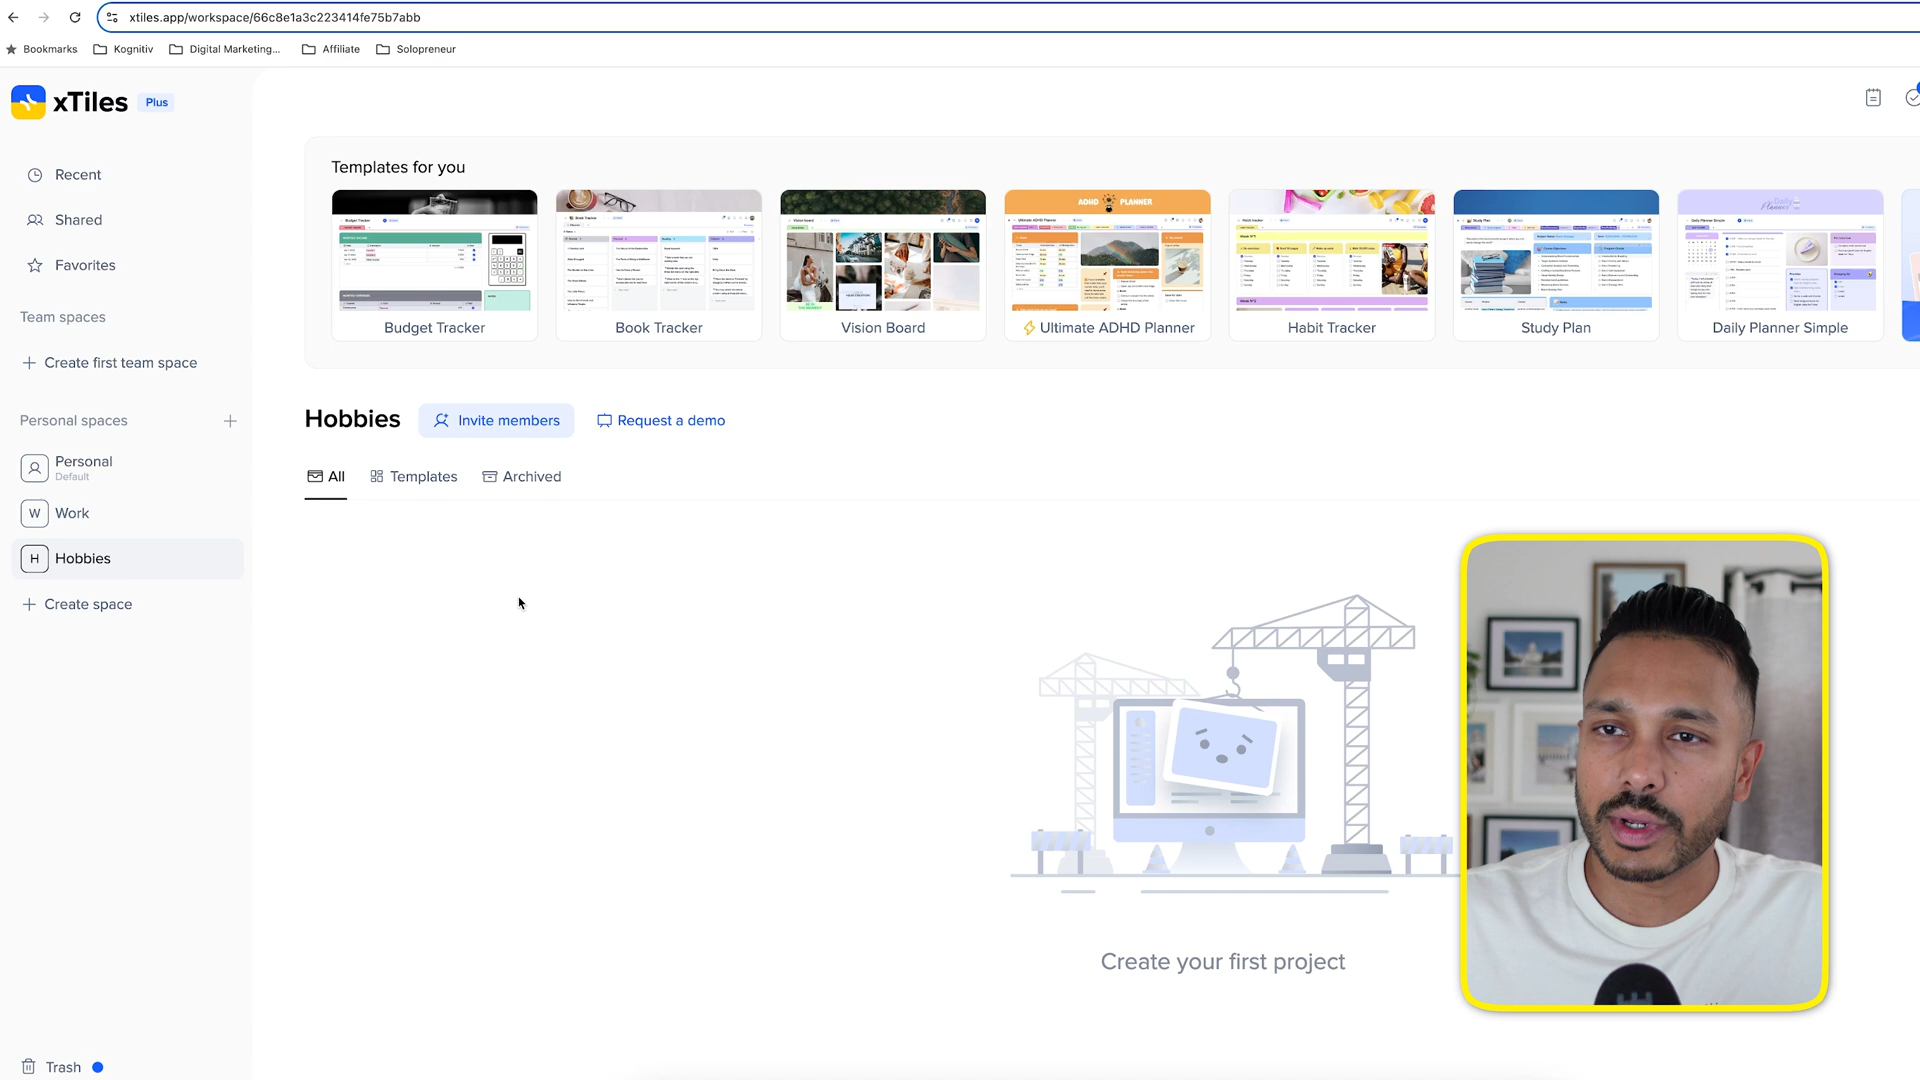 xtiles.app/workspace/66c8e1a3c223414fe75b7abb
Bookmarks Kognitiv Digital Marketing... Affiliate Solopreneur
xTiles Plus
Recent
Shared
Favorites
Team spaces
Create first team space
Personal spaces
Personal
Default
W Work
H Hobbies
Create space
Trash
Templates for you
ADHD PLANNER
Budget Tracker
Book Tracker
Vision Board
Ultimate ADHD Planner
Habit Tracker
Study Plan
Daily Planner Simple
Hobbies Invite members Request a demo
All Templates Archived
Create your first project